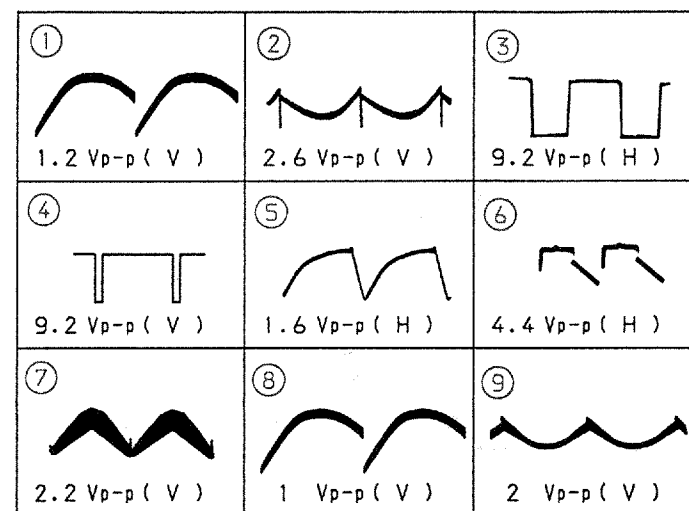 ① ② ③
1.2 Vp-p ( V ) 2.6 Vp-p ( V ) 9.2 Vp-p ( H )
④ ⑤ ⑥
9.2 Vp-p ( V ) 1.6 Vp-p ( H ) 4.4 Vp-p ( H )
⑦ ⑧ ⑨
2.2 Vp-p ( V ) 1 Vp-p ( V ) 2 Vp-p ( V )